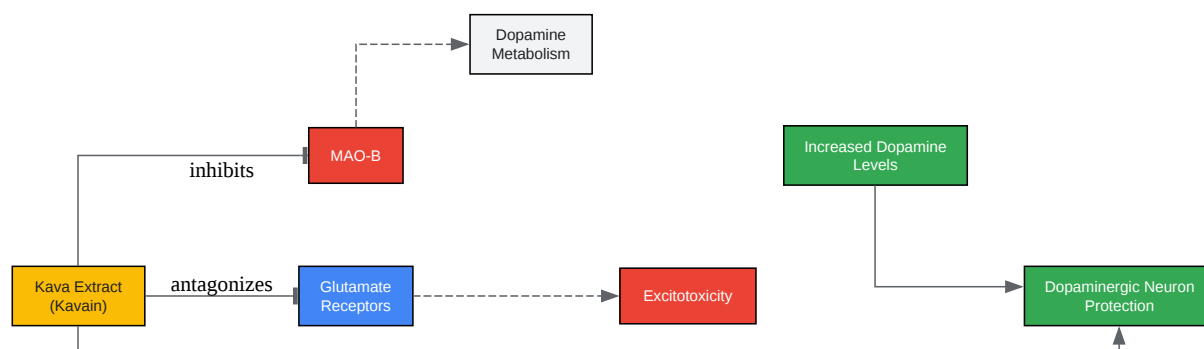 Dopamine
Metabolism
MAO-B
Increased Dopamine
Levels
inhibits
Kava Extract
(Kavain)
antagonizes
Glutamate
Receptors
Excitotoxicity
Dopaminergic Neuron
Protection